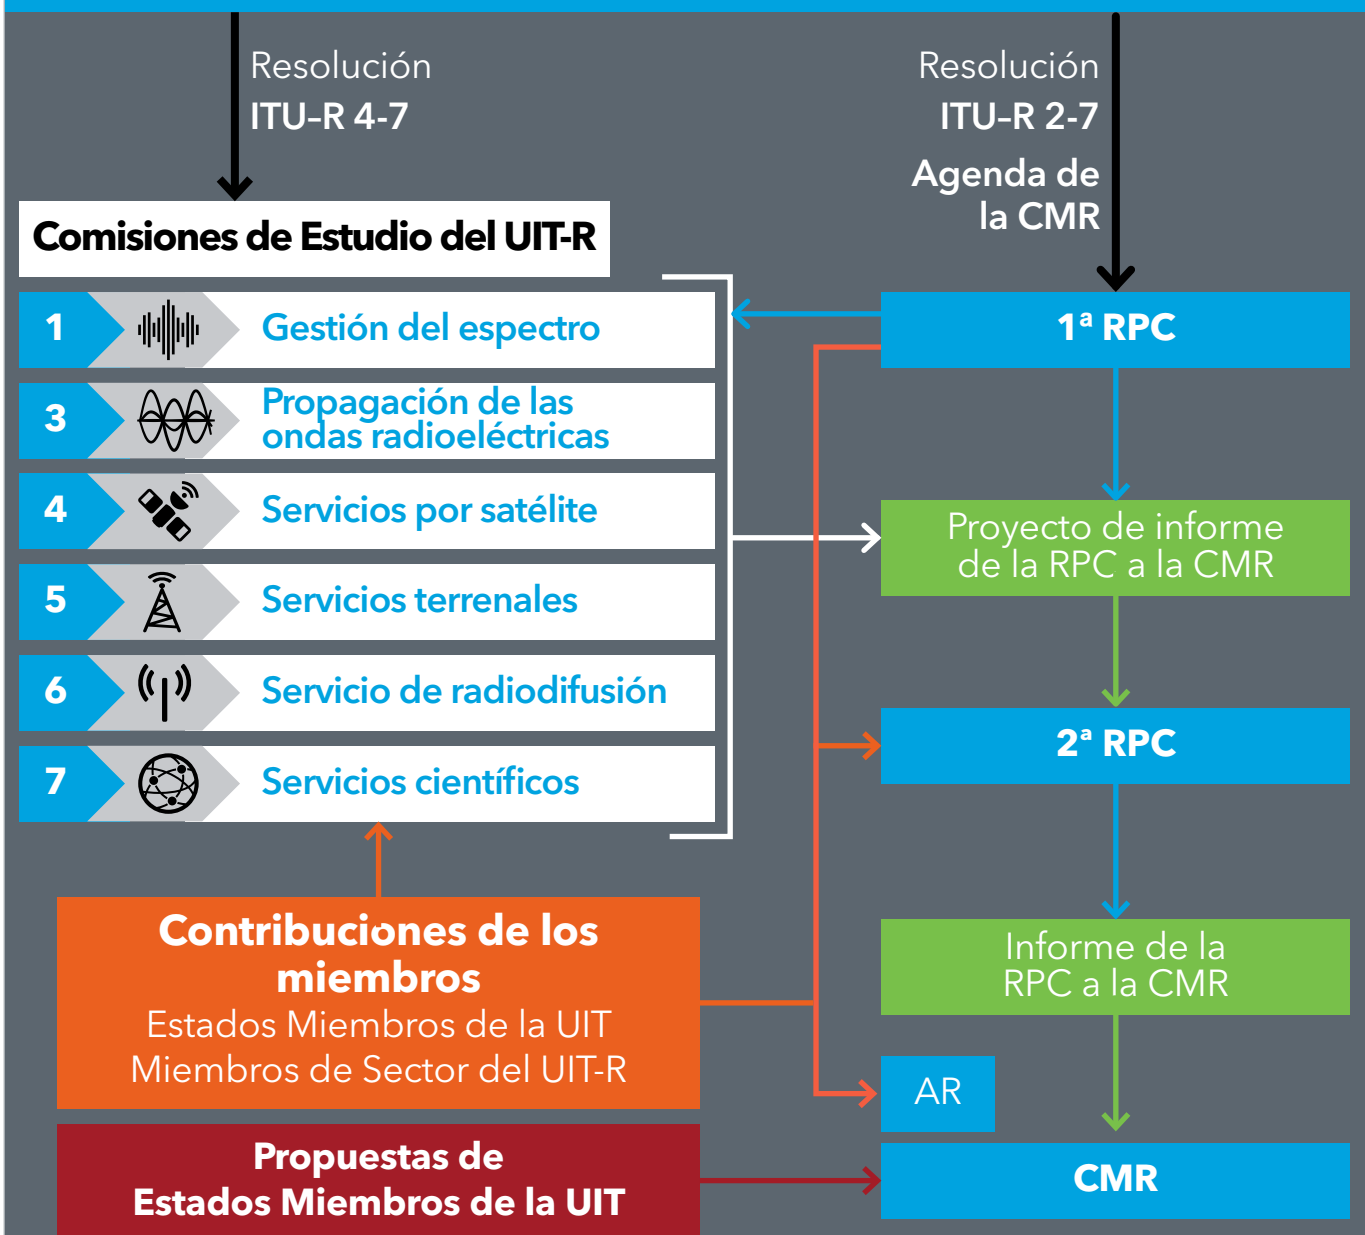 Resolución
ITU-R 4-7
Resolución
ITU-R 2-7
Agenda de
la CMR
Comisiones de Estudio del UIT-R
1
Gestión del espectro
3
Propagación de las
ondas radioeléctricas
4
Servicios por satélite
5
Servicios terrenales
6
Servicio de radiodifusión
7
Servicios científicos
Contribuciones de los
miembros
Estados Miembros de la UIT
Miembros de Sector del UIT-R
Propuestas de
Estados Miembros de la UIT
1ª RPC
Proyecto de informe
de la RPC a la CMR
2ª RPC
Informe de la
RPC a la CMR
AR
CMR